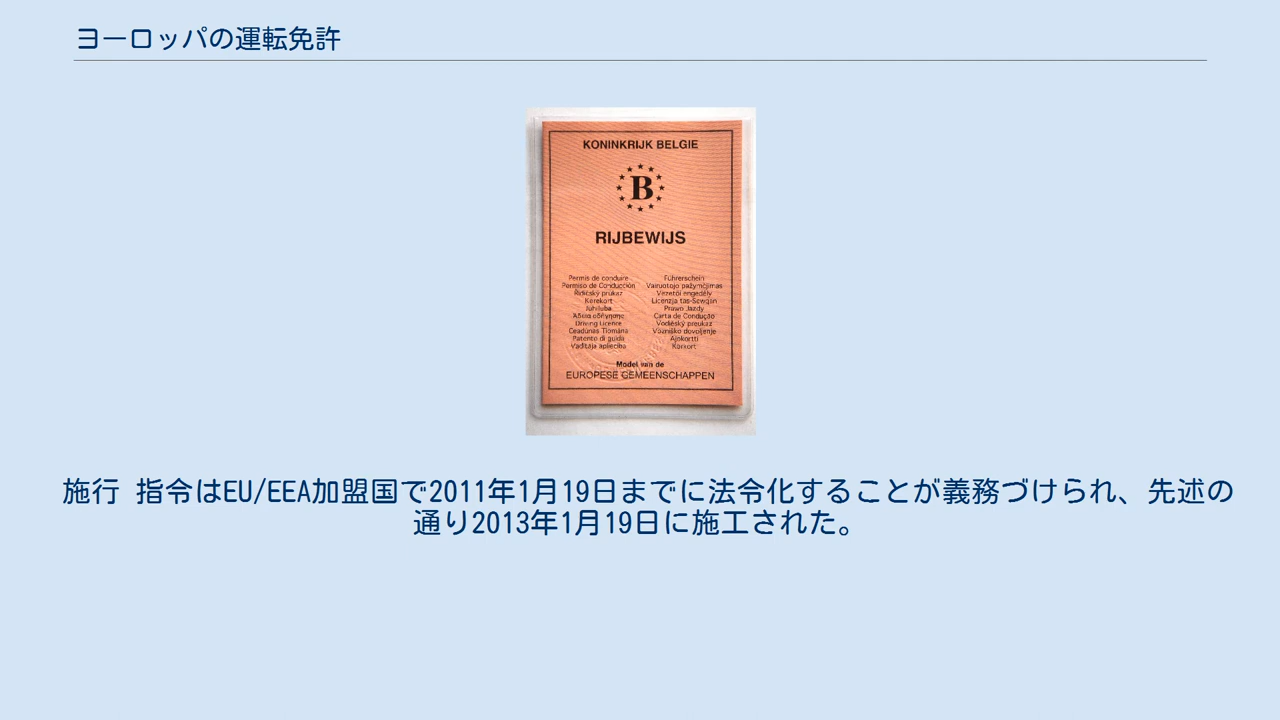 ヨーロッパの運転免許
KONINKRIJK BELGIE
B
RIJBEWIJS
Permis de conduire
Permiso de Conducción
Řidičský průkaz
Kørekort
Juhiluba
Άδεια οδήγησης
Driving Licence
Ceadúnas Tiomána
Patente di guida
Vadītāja apliecība
Führerschein
Vairuotojo pažymėjimas
Vezetői engedély
Liċenzja tas-Sewqan
Prawo Jazdy
Carta de Condução
Vodičský preukaz
Vozniško dovoljenje
Ajokortti
Körkort
Model van de
EUROPESE GEMEENSCHAPPEN
施行 指令はEU/EEA加盟国で2011年1月19日までに法令化することが義務づけられ、先述の
通り2013年1月19日に施工された。